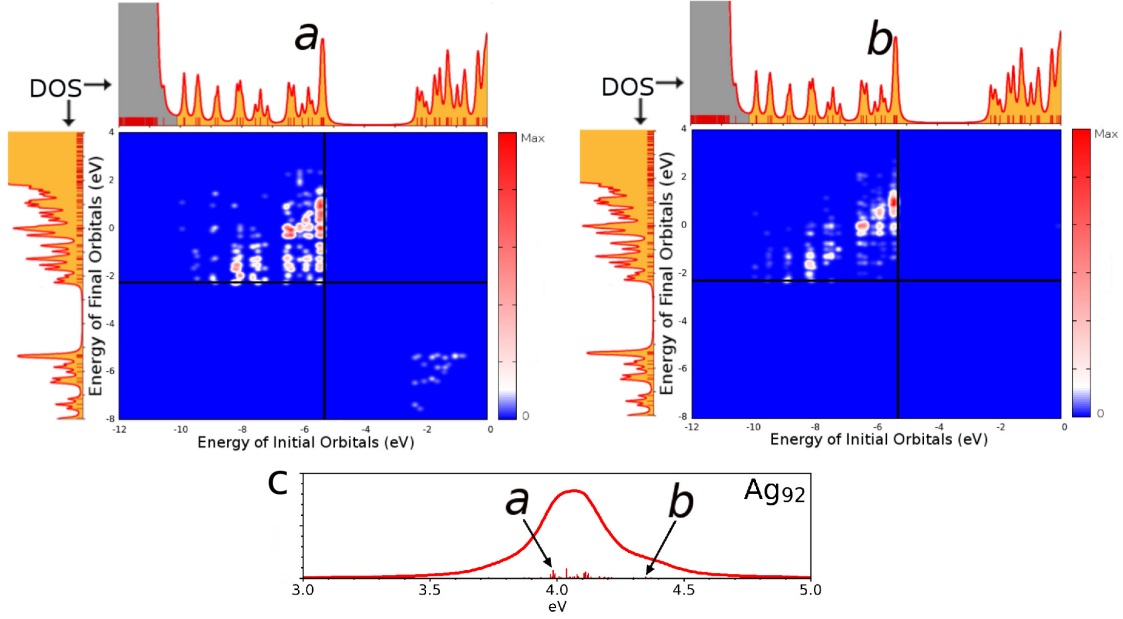 a
b
DOS
DOS
Energy of Final Orbitals (eV)
4
2
0
-2
-4
-6
-8
Max
0
-12
-10
-8
-6
-4
-2
0
Energy of Initial Orbitals (eV)
Energy of Final Orbitals (eV)
4
2
0
-2
-4
-6
-8
Max
0
-12
-10
-8
-6
-4
-2
0
Energy of Initial Orbitals (eV)
c
a
b
Ag92
3.0
3.5
4.0
4.5
5.0
eV